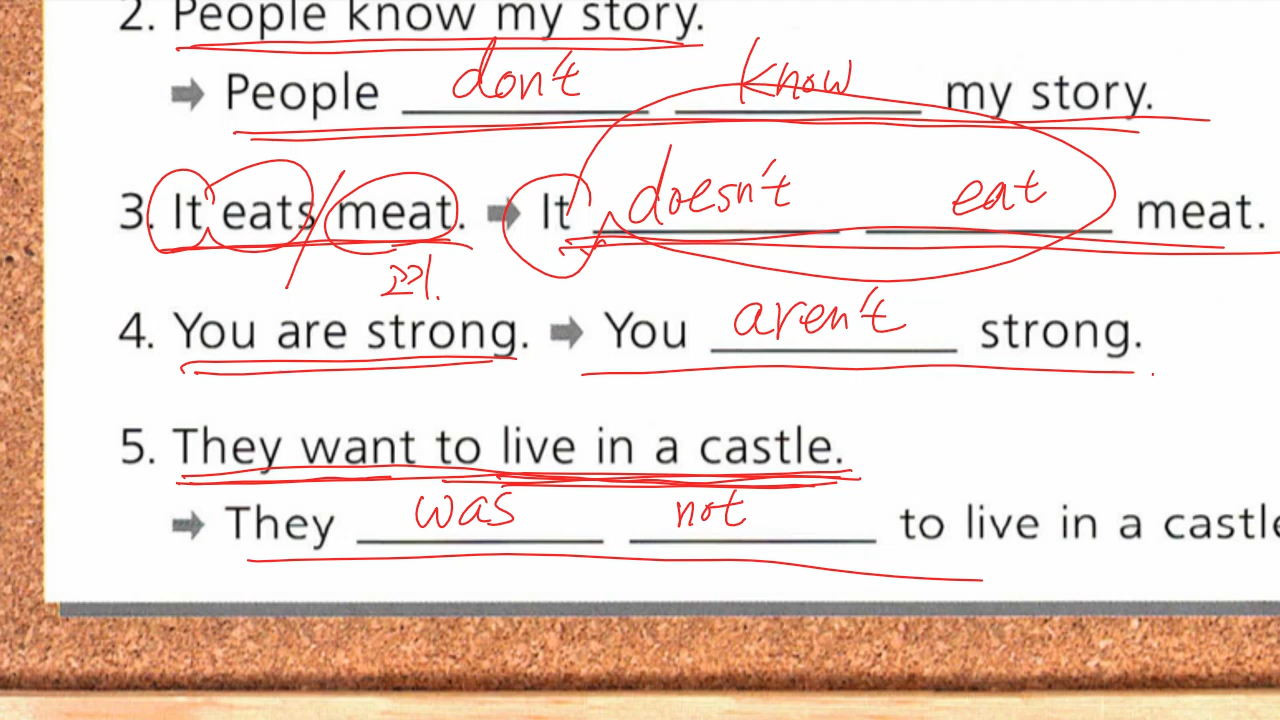 2. People know my story.
➡ People don't know my story.
3. It eats meat. ➡ It doesn't eat meat.
4. You are strong. ➡ You aren't strong.
5. They want to live in a castle.
➡ They was not to live in a castle